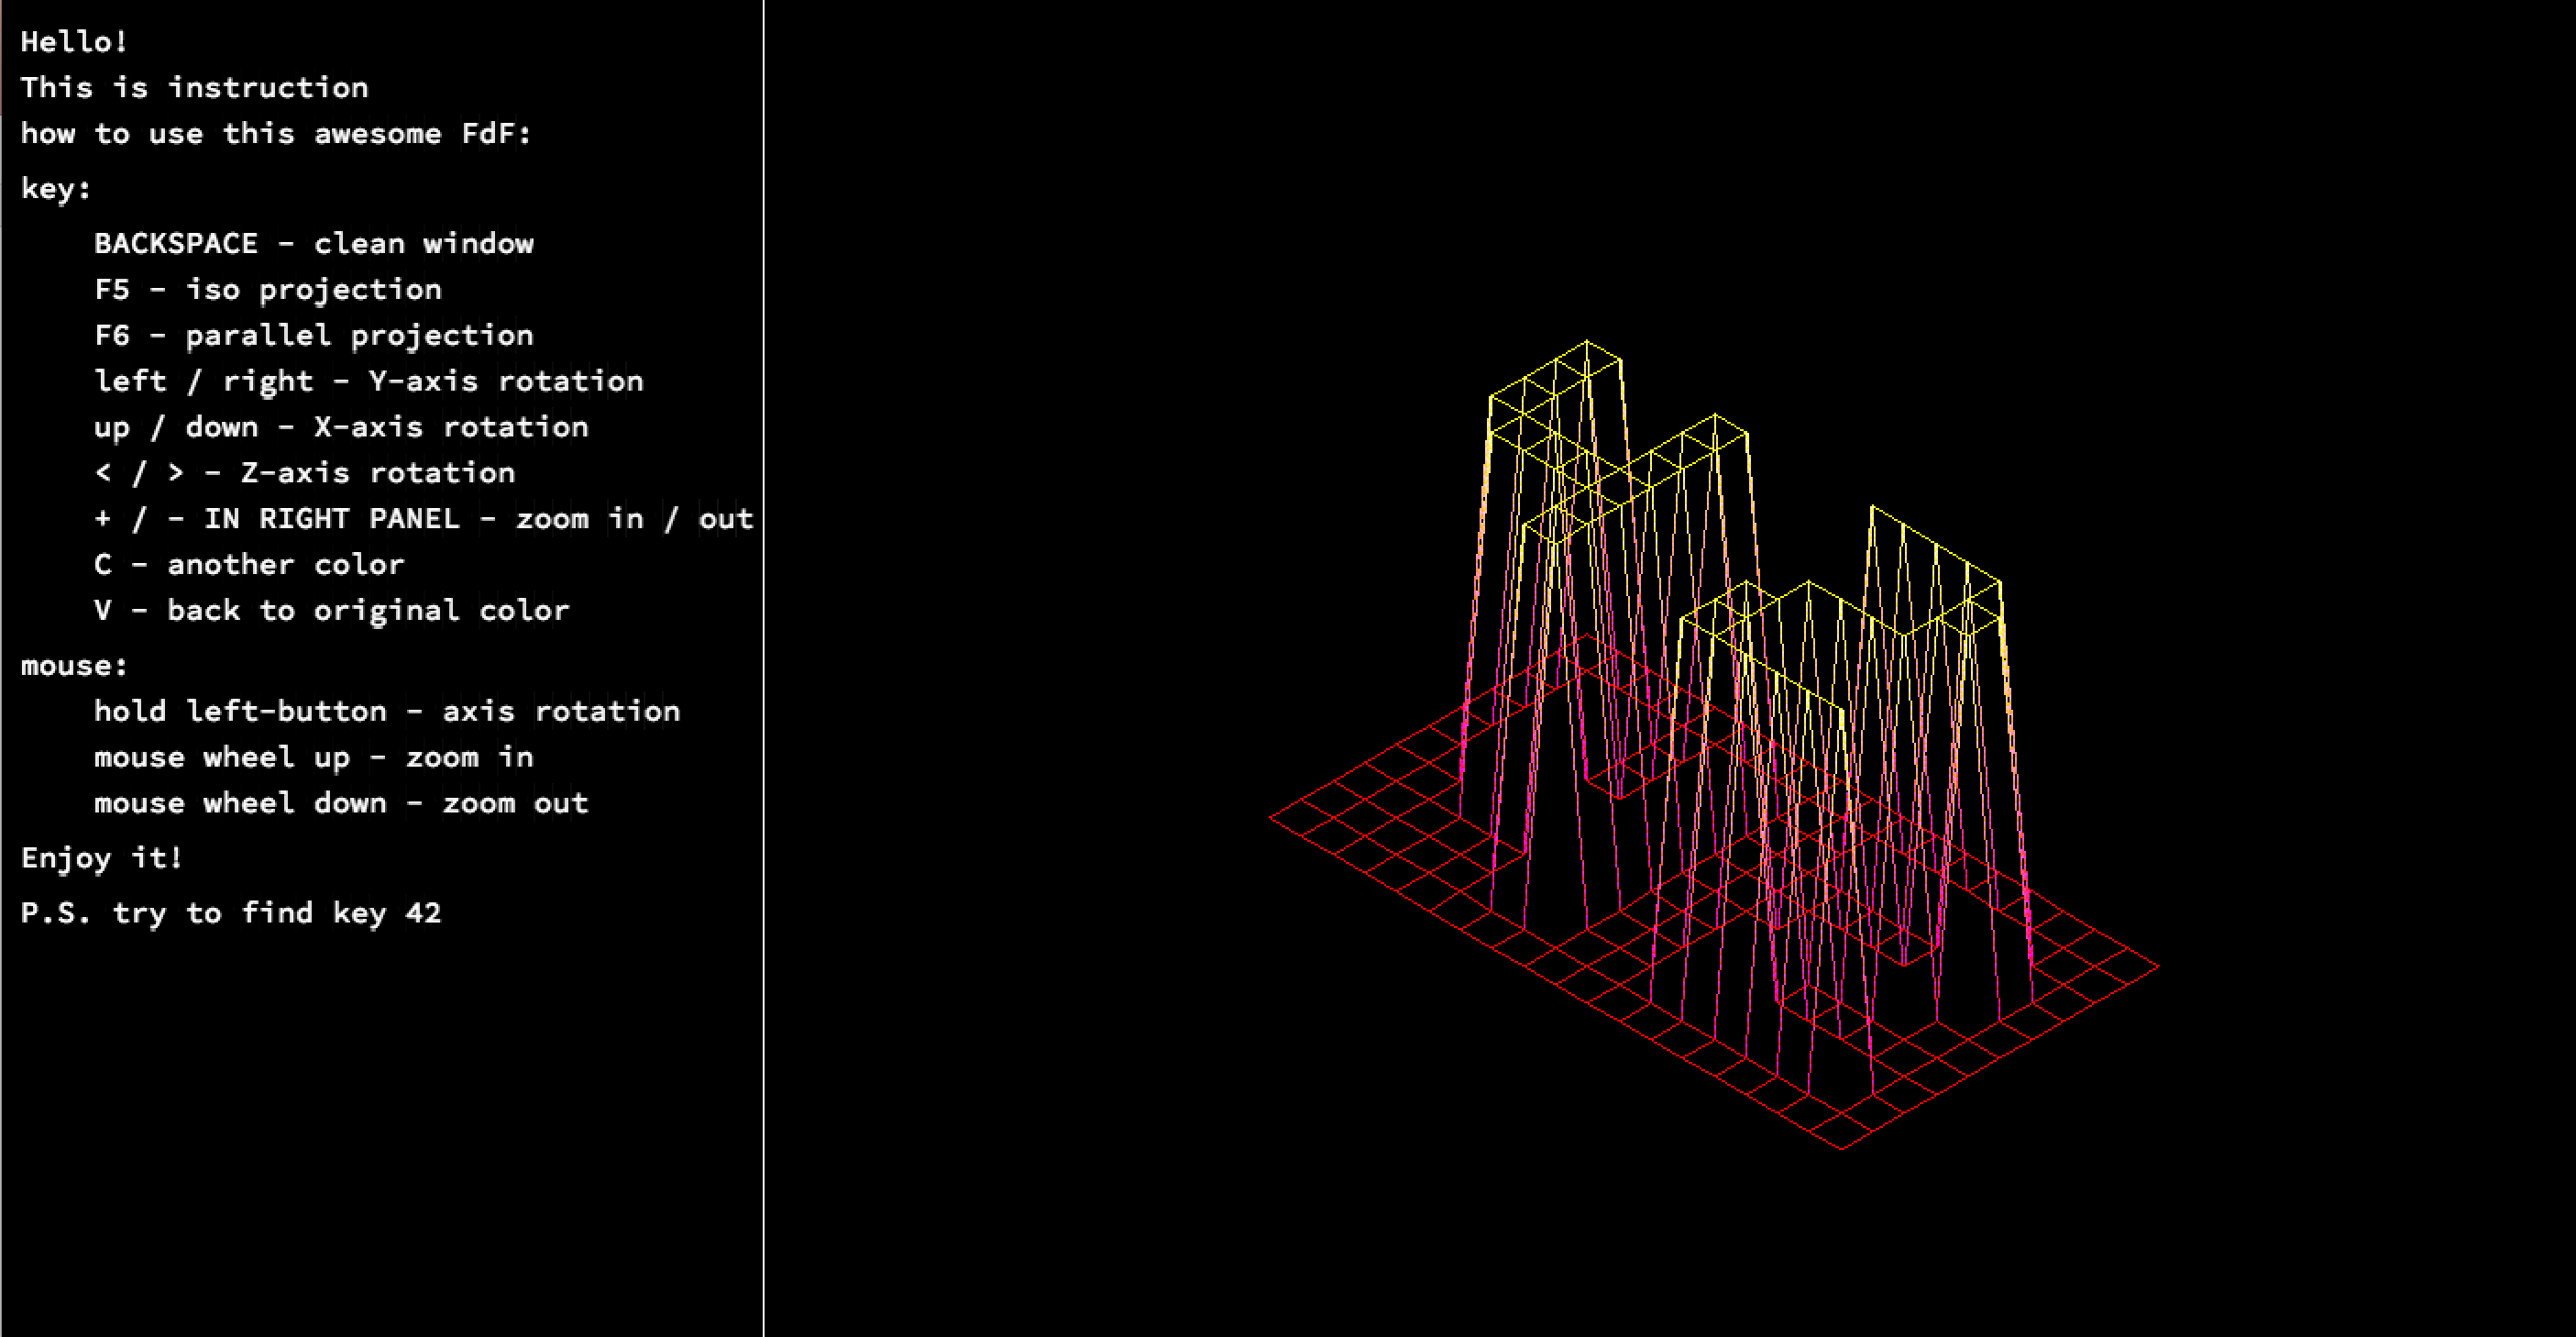 Hello!
This is instruction
how to use this awesome FdF:
key:
BACKSPACE - clean window
F5 - iso projection
F6 - parallel projection
left / right - Y-axis rotation
up / down - X-axis rotation
< / > - Z-axis rotation
+ / - IN RIGHT PANEL - zoom in / out
C - another color
V - back to original color
mouse:
hold left-button - axis rotation
mouse wheel up - zoom in
mouse wheel down - zoom out
Enjoy it!
P.S. try to find key 42